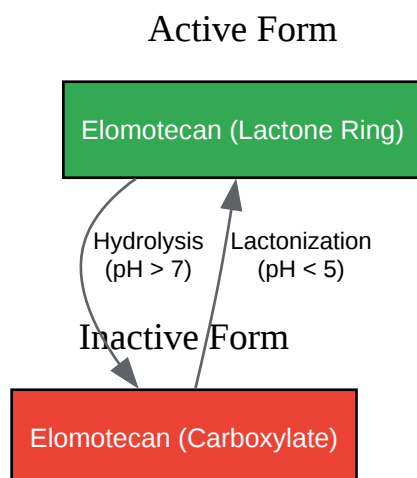 Active Form
Elomotecan (Lactone Ring)
Hydrolysis
(pH > 7)
Lactonization
(pH < 5)
Inactive Form
Elomotecan (Carboxylate)